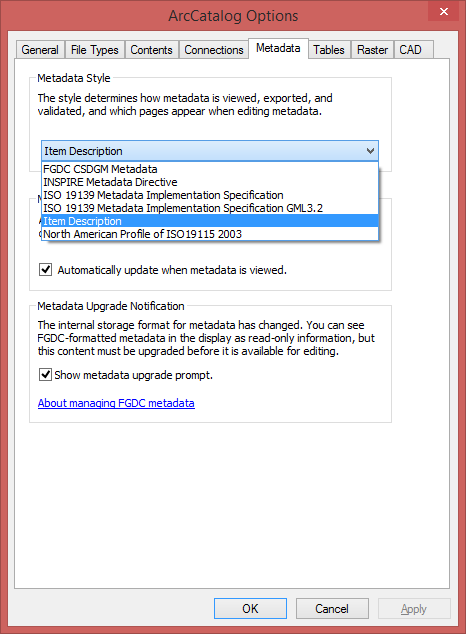 ArcCatalog Options
General File Types Contents Connections Metadata Tables Raster CAD
Metadata Style
The style determines how metadata is viewed, exported, and
validated, and which pages appear when editing metadata.
Item Description
FGDC CSDGM Metadata
INSPIRE Metadata Directive
ISO 19139 Metadata Implementation Specification
ISO 19139 Metadata Implementation Specification GML3.2
Item Description
North American Profile of ISO19115 2003
Automatically update when metadata is viewed.
Metadata Upgrade Notification
The internal storage format for metadata has changed. You can see
FGDC-formatted metadata in the display as read-only information, but
this content must be upgraded before it is available for editing.
Show metadata upgrade prompt.
About managing FGDC metadata
OK Cancel Apply